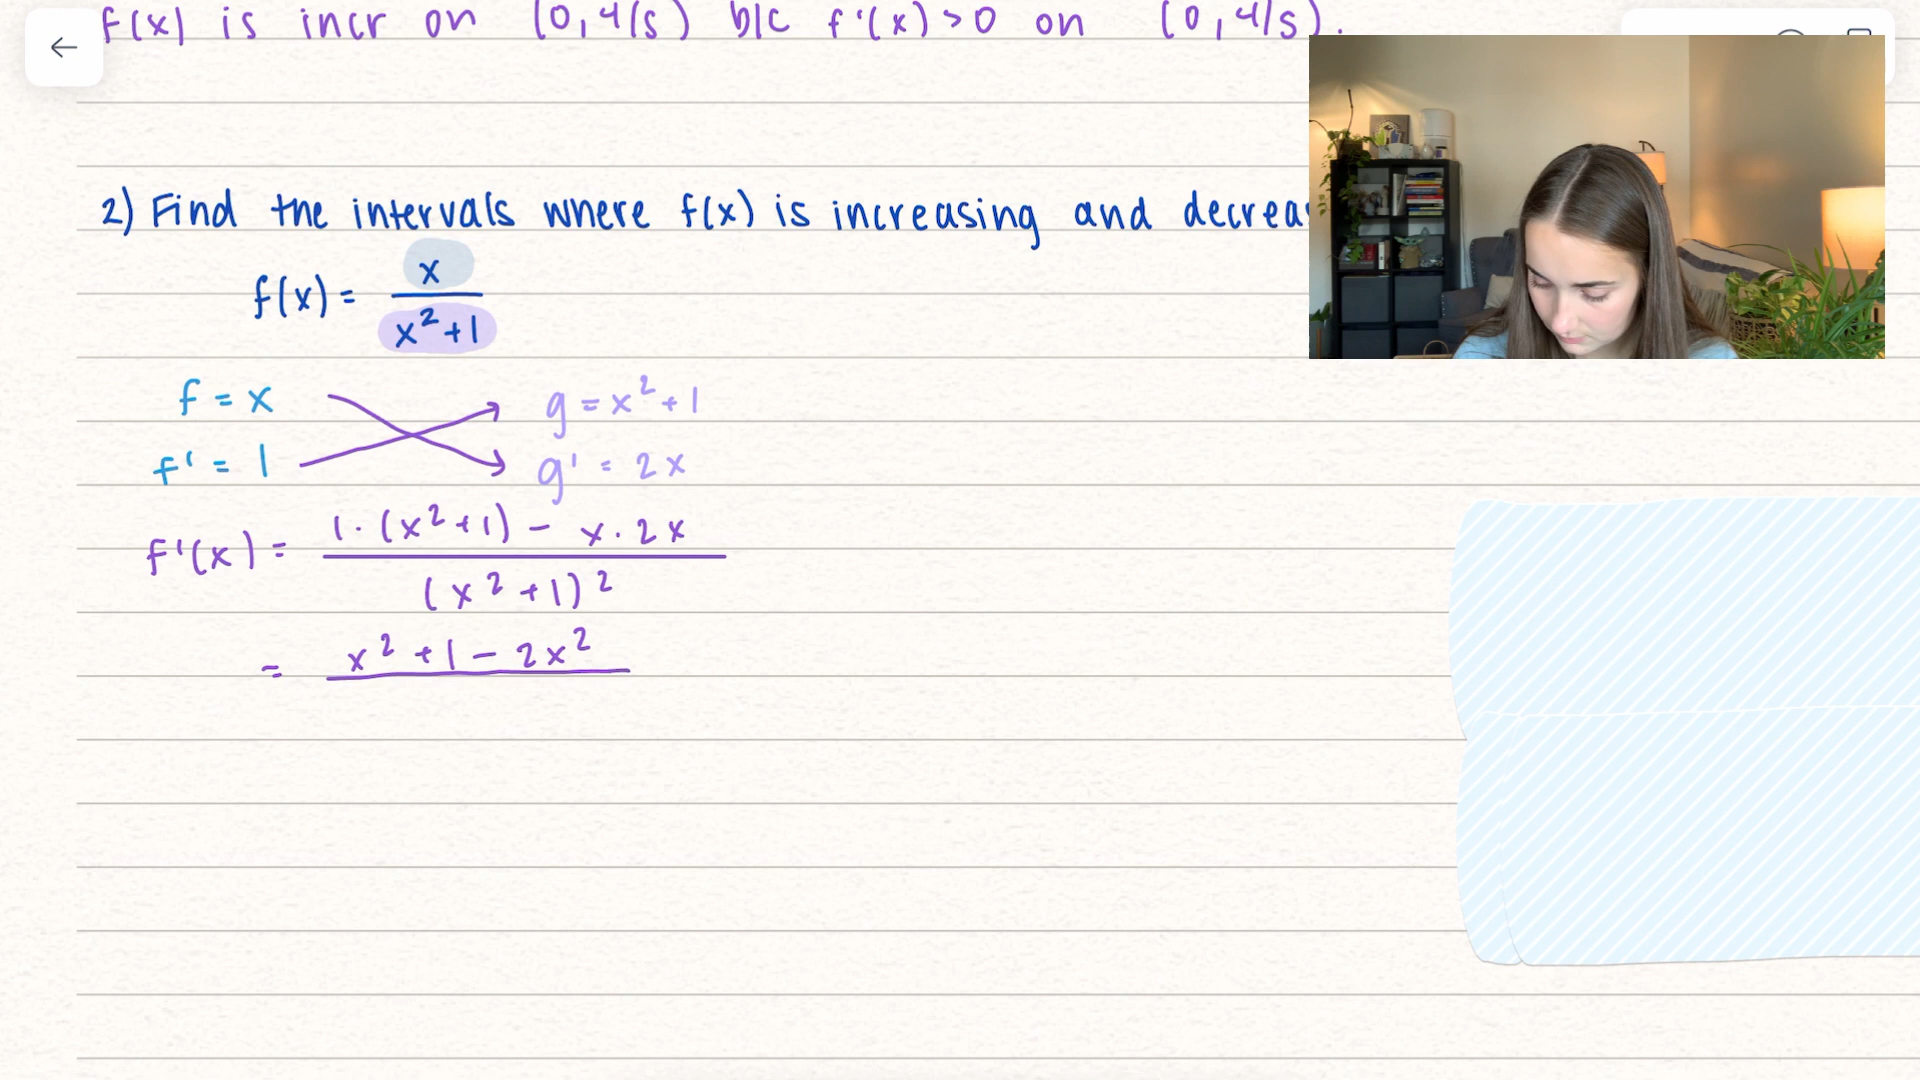 f(x) is incr on (0,4/5) b/c f'(x)>0 on (0,4/5).
2) Find the intervals where f(x) is increasing and decrea
f(x) = x / x²+1
f = x g = x²+1
f' = 1 g' = 2x
f'(x) = 1·(x²+1) - x·2x / (x²+1)²
= x²+1-2x²